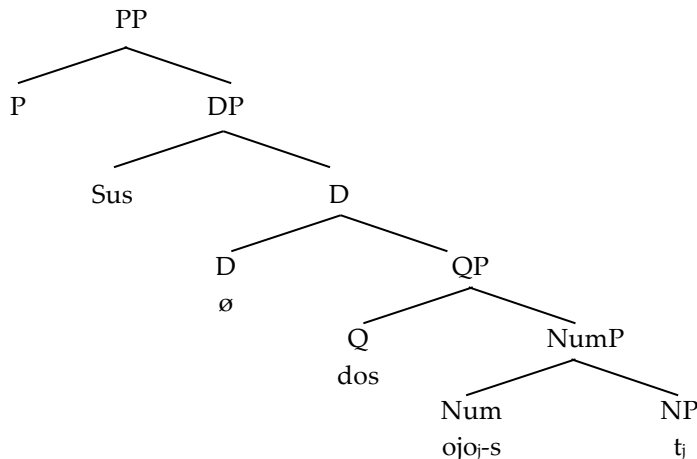 PP
P DP
Sus D
D QP
ø
Q NumP
dos
Num NP
ojoⱼ-s tⱼ